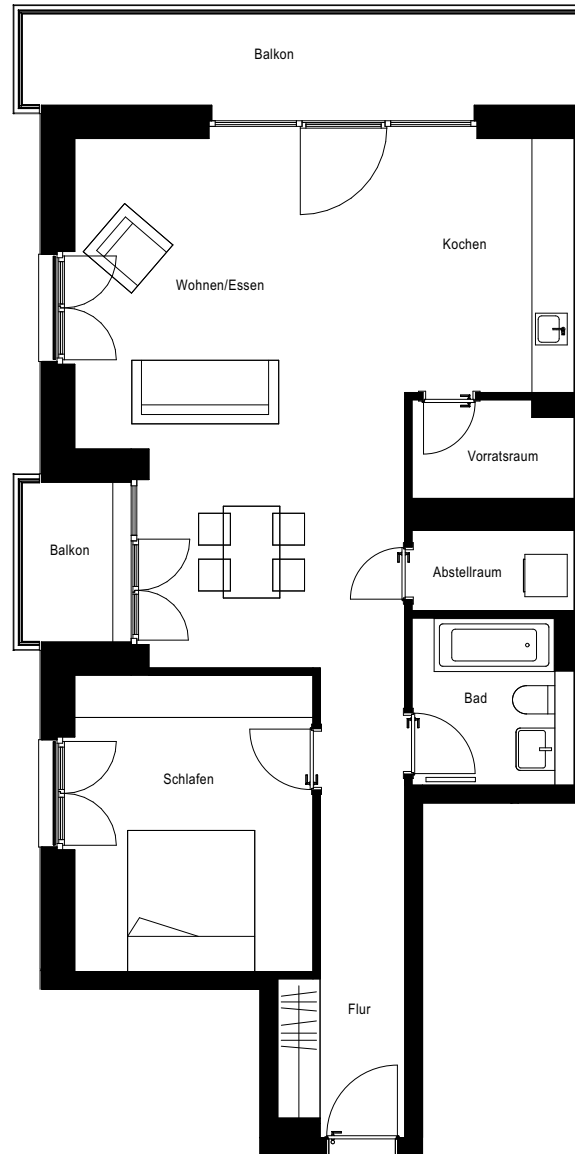 Balkon
Kochen
Wohnen/Essen
Vorratsraum
Balkon
Abstellraum
Bad
Schlafen
Flur